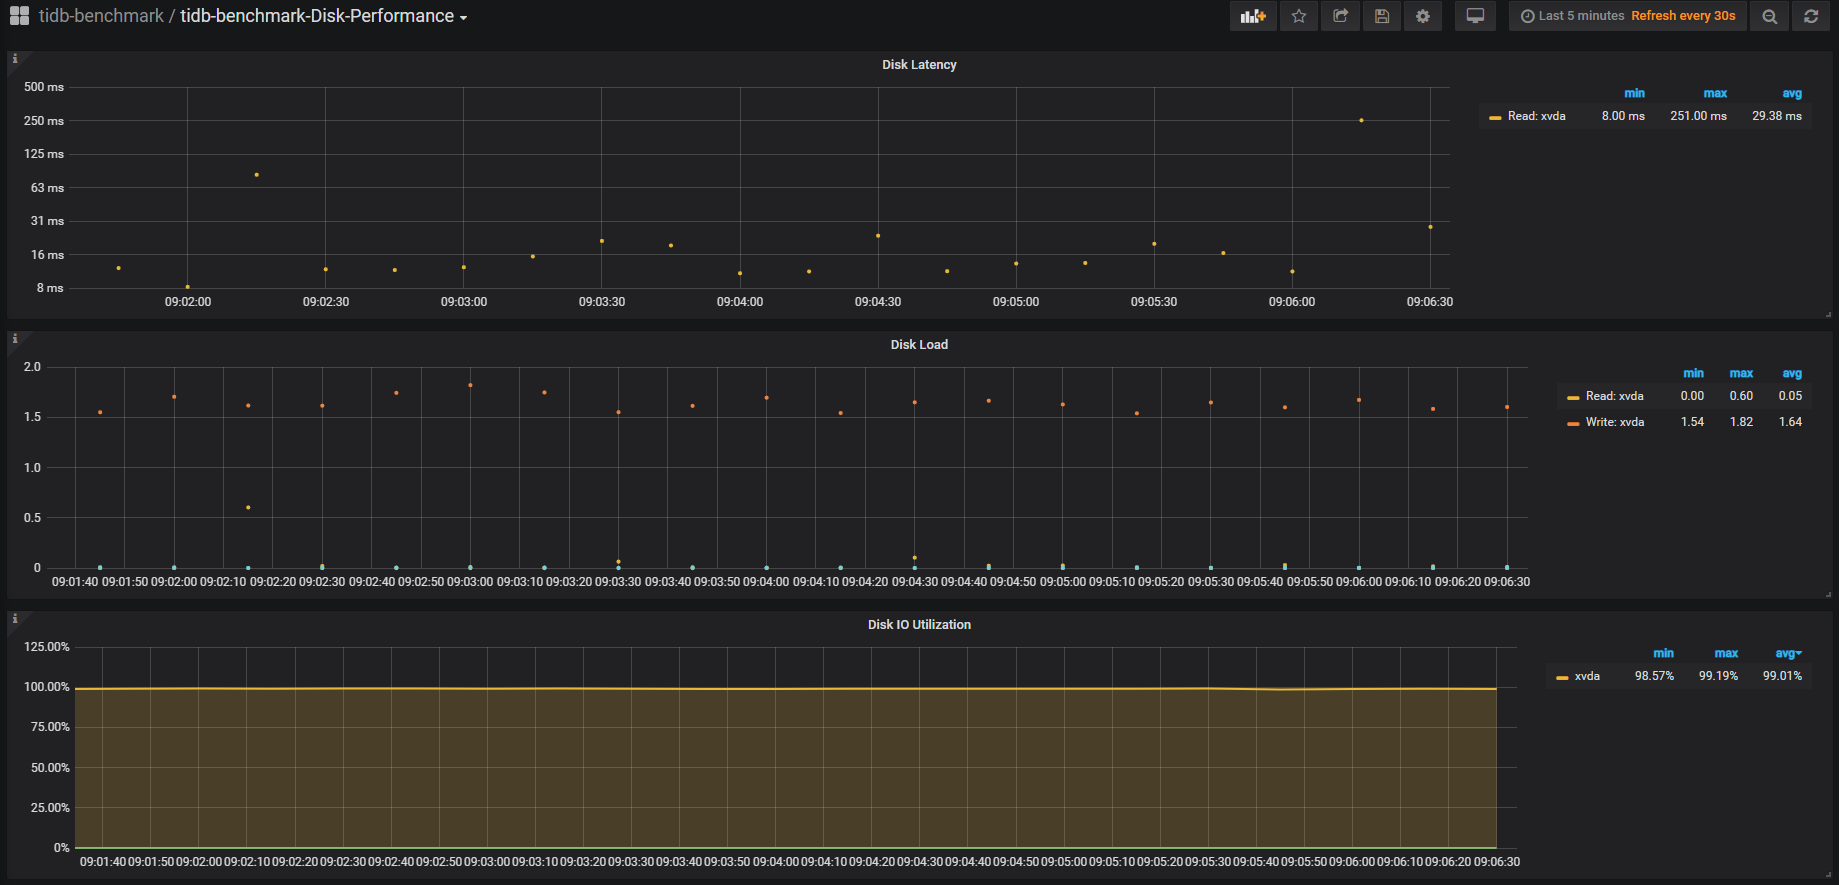 tidb-benchmark / tidb-benchmark-Disk-Performance
Last 5 minutes Refresh every 30s
Disk Latency
500 ms
250 ms
125 ms
63 ms
31 ms
16 ms
8 ms
09:02:00 09:02:30 09:03:00 09:03:30 09:04:00 09:04:30 09:05:00 09:05:30 09:06:00 09:06:30
min max avg
Read: xvda 8.00 ms 251.00 ms 29.38 ms
Disk Load
2.0
1.5
1.0
0.5
0
09:01:40 09:01:50 09:02:00 09:02:10 09:02:20 09:02:30 09:02:40 09:02:50 09:03:00 09:03:10 09:03:20 09:03:30 09:03:40 09:03:50 09:04:00 09:04:10 09:04:20 09:04:30 09:04:40 09:04:50 09:05:00 09:05:10 09:05:20 09:05:30 09:05:40 09:05:50 09:06:00 09:06:10 09:06:20 09:06:30
min max avg
Read: xvda 0.00 0.60 0.05
Write: xvda 1.54 1.82 1.64
Disk IO Utilization
125.00%
100.00%
75.00%
50.00%
25.00%
0%
09:01:40 09:01:50 09:02:00 09:02:10 09:02:20 09:02:30 09:02:40 09:02:50 09:03:00 09:03:10 09:03:20 09:03:30 09:03:40 09:03:50 09:04:00 09:04:10 09:04:20 09:04:30 09:04:40 09:04:50 09:05:00 09:05:10 09:05:20 09:05:30 09:05:40 09:05:50 09:06:00 09:06:10 09:06:20 09:06:30
min max avg
xvda 98.57% 99.19% 99.01%